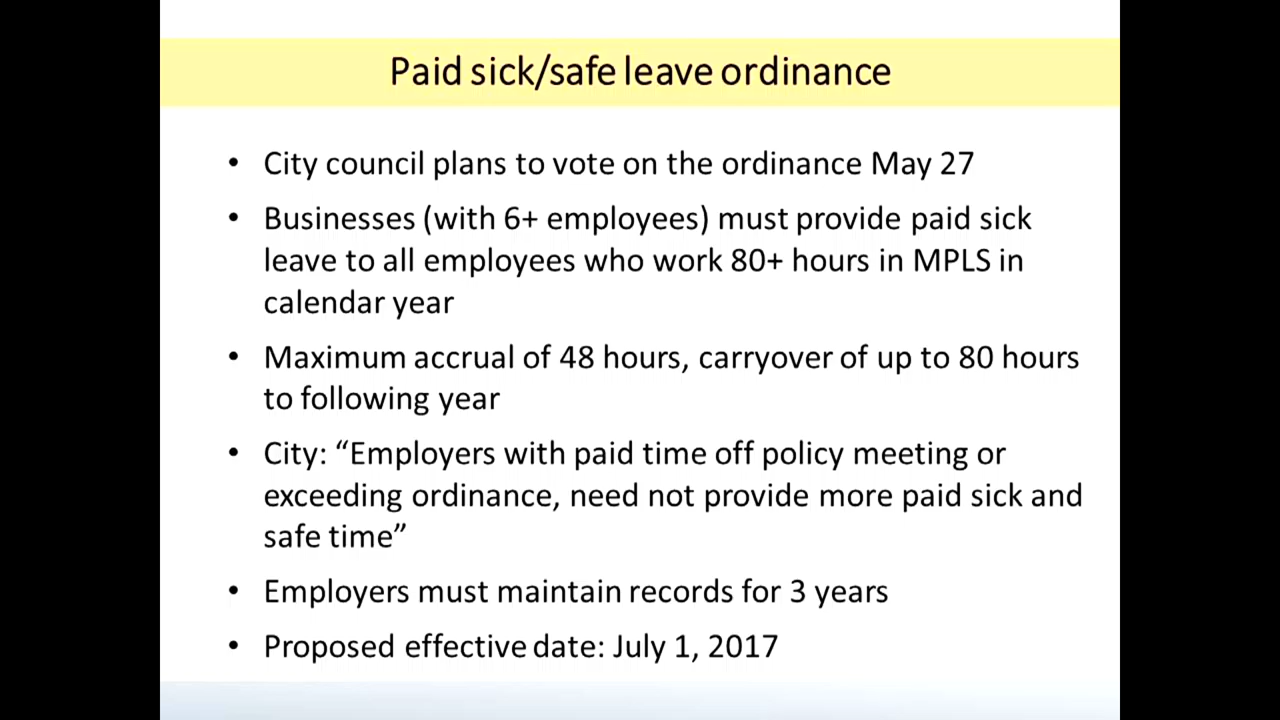 Paid sick/safe leave ordinance
• City council plans to vote on the ordinance May 27
• Businesses (with 6+ employees) must provide paid sick
leave to all employees who work 80+ hours in MPLS in
calendar year
• Maximum accrual of 48 hours, carryover of up to 80 hours
to following year
• City: “Employers with paid time off policy meeting or
exceeding ordinance, need not provide more paid sick and
safe time”
• Employers must maintain records for 3 years
• Proposed effective date: July 1, 2017